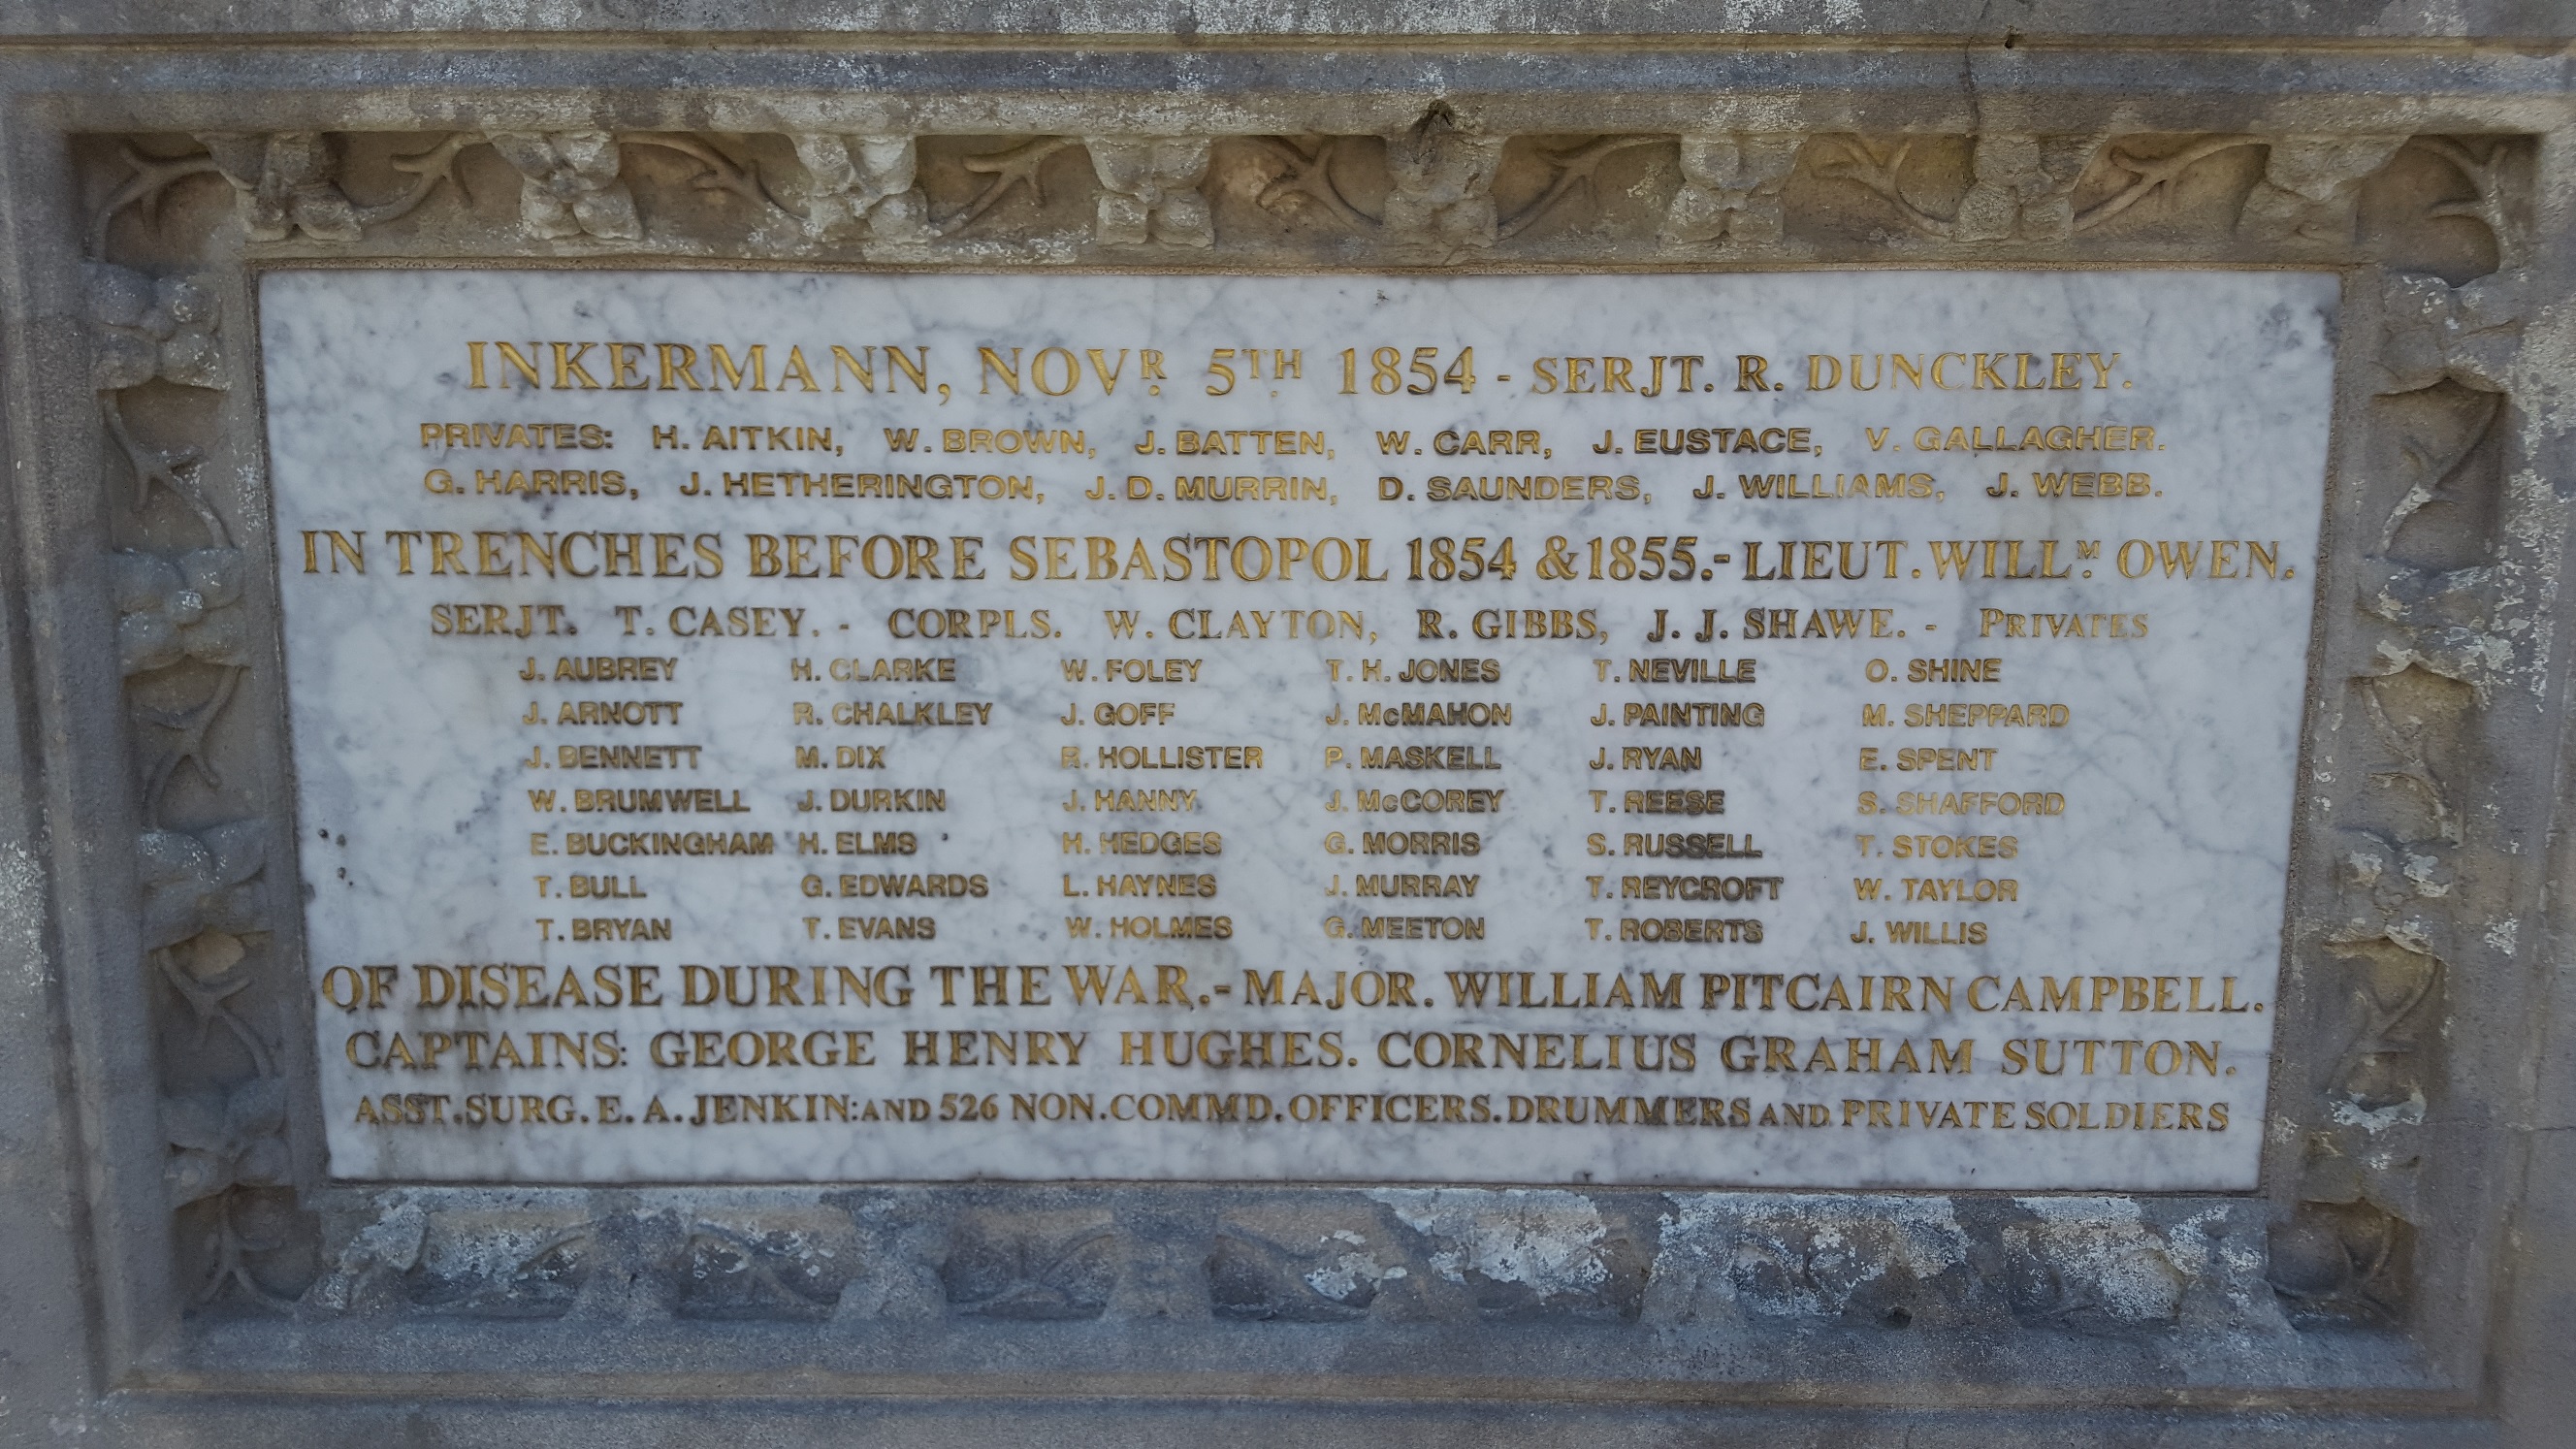 INKERMANN, NOVR. 5TH. 1854 - SERJT. R. DUNCKLEY.
PRIVATES: H. AITKIN, W. BROWN, J. BATTEN, W. CARR, J. EUSTACE, V. GALLAGHER.
G. HARRIS, J. HETHERINGTON, J. D. MURRIN, D. SAUNDERS, J. WILLIAMS, J. WEBB.
IN TRENCHES BEFORE SEBASTOPOL 1854 & 1855.- LIEUT. WILLM. OWEN.
SERJT. T. CASEY. - CORPLS. W. CLAYTON, R. GIBBS, J. J. SHAWE. - PRIVATES
J. AUBREY H. CLARKE W. FOLEY T. H. JONES T. NEVILLE O. SHINE
J. ARNOTT R. CHALKLEY J. GOFF J. McMAHON J. PAINTING M. SHEPPARD
J. BENNETT M. DIX R. HOLLISTER P. MASKELL J. RYAN E. SPENT
W. BRUMWELL J. DURKIN J. HANNY J. McCOREY T. REESE S. SHAFFORD
E. BUCKINGHAM H. ELMS H. HEDGES G. MORRIS S. RUSSELL T. STOKES
T. BULL G. EDWARDS L. HAYNES J. MURRAY T. REYCROFT W. TAYLOR
T. BRYAN T. EVANS W. HOLMES G. MEETON T. ROBERTS J. WILLIS
OF DISEASE DURING THE WAR.- MAJOR. WILLIAM PITCAIRN CAMPBELL.
CAPTAINS: GEORGE HENRY HUGHES. CORNELIUS GRAHAM SUTTON.
ASST. SURG. E. A. JENKIN: AND 526 NON. COMMD. OFFICERS. DRUMMERS AND PRIVATE SOLDIERS